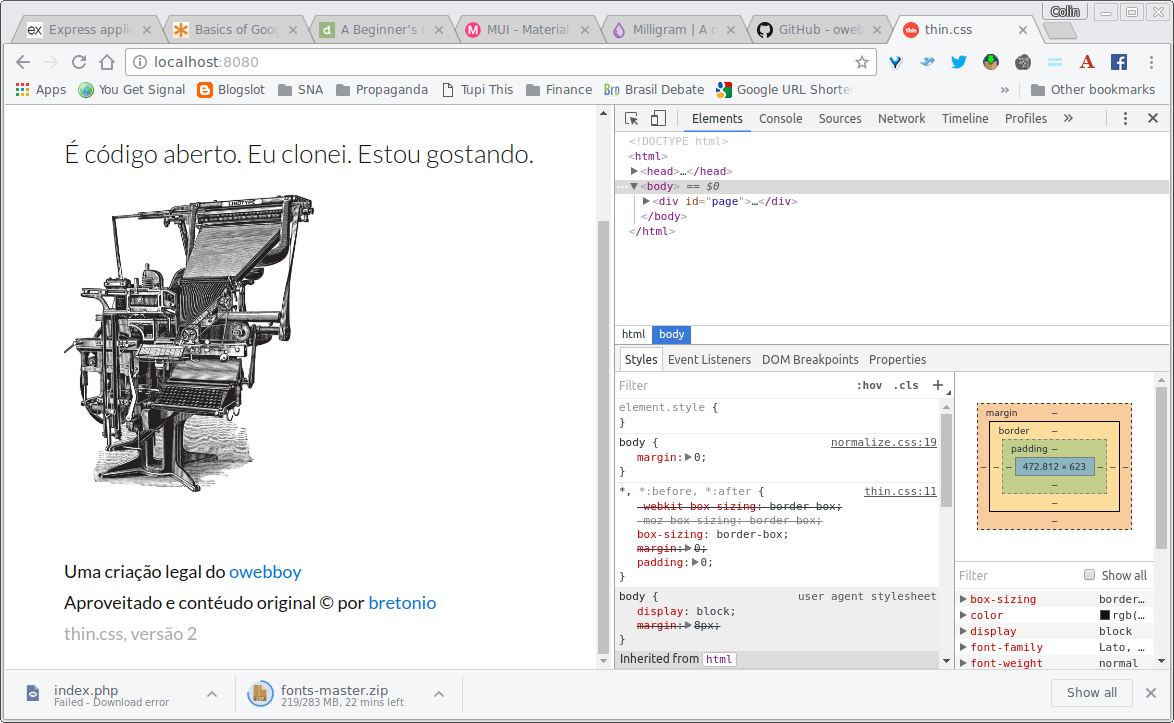 Colin
ex Express applic
Basics of Goog
d A Beginner's G
M MUI - Material
Milligram | A m
GitHub - oweb
thin thin.css
localhost:8080
Apps You Get Signal Blogslot SNA Propaganda Tupi This Finance Bro Brasil Debate Google URL Shorte » Other bookmarks
É código aberto. Eu clonei. Estou gostando.
LINOTYPE
Uma criação legal do owebboy
Aproveitado e contéudo original © por bretonio
thin.css, versão 2
Elements Console Sources Network Timeline Profiles »
<!DOCTYPE html>
<html>
<head>…</head>
<body> == $0
<div id="page">…</div>
</body>
</html>
html body
Styles Event Listeners DOM Breakpoints Properties
Filter :hov .cls +
element.style {
}
body { normalize.css:19
margin: 0;
}
*, *:before, *:after { thin.css:11
-webkit-box-sizing: border-box;
-moz-box-sizing: border-box;
box-sizing: border-box;
margin: 0;
padding: 0;
}
body { user agent stylesheet
display: block;
margin: 8px;
}
Inherited from html
margin –
border –
padding –
– – – 472.812 × 623 – – –
–
–
–
Filter Show all
box-sizing border…
color rgb(…
display block
font-family Lato, …
font-weight normal
index.php
Failed - Download error
fonts-master.zip
219/283 MB, 22 mins left
Show all